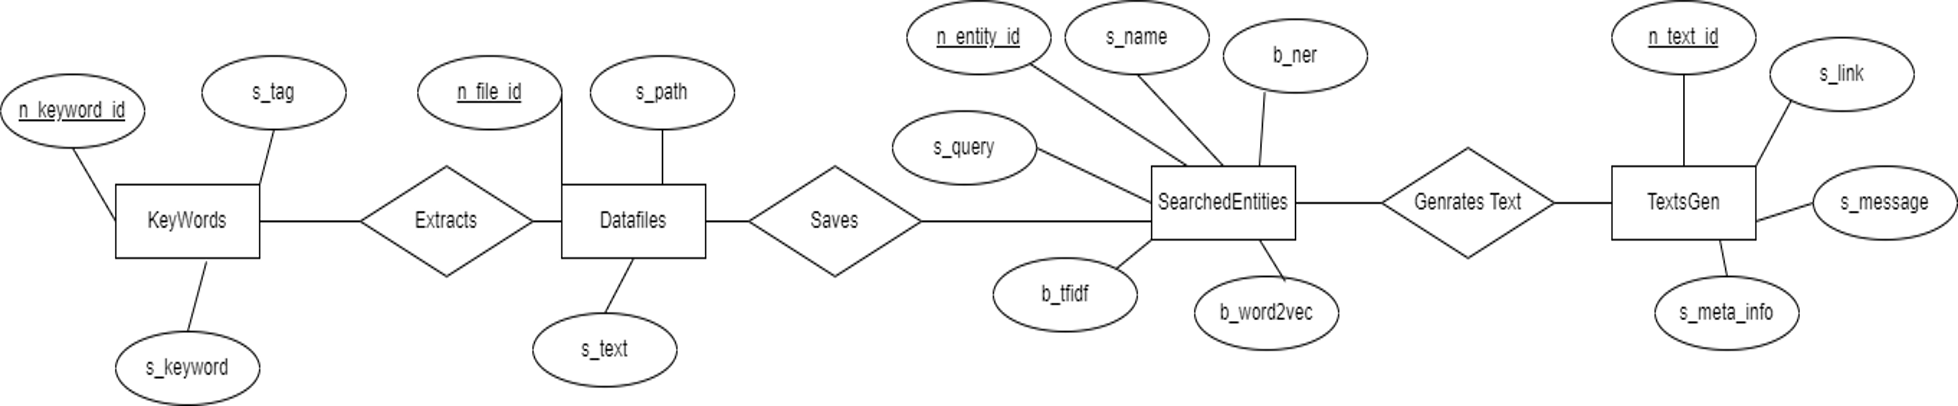 n_keyword_id
s_tag
KeyWords
s_keyword
Extracts
n_file_id
s_path
Datafiles
s_text
Saves
n_entity_id
s_name
b_ner
s_query
SearchedEntities
b_tfidf
b_word2vec
Genrates Text
n_text_id
s_link
TextsGen
s_message
s_meta_info